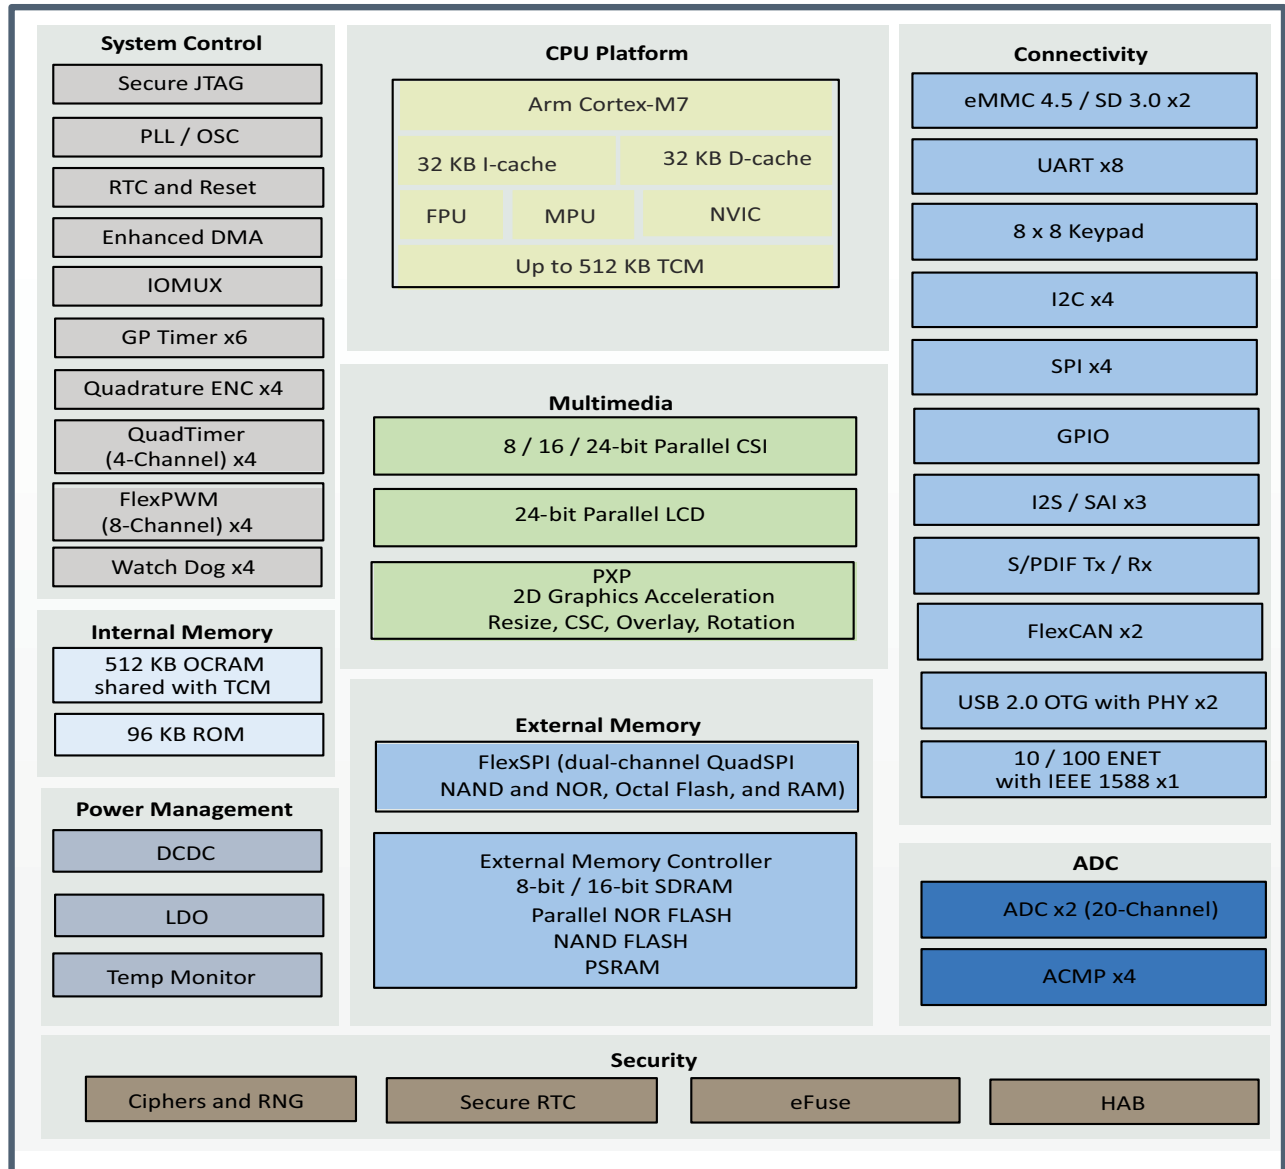 System Control
Secure JTAG
PLL / OSC
RTC and Reset
Enhanced DMA
IOMUX
GP Timer x6
Quadrature ENC x4
QuadTimer
(4-Channel) x4
FlexPWM
(8-Channel) x4
Watch Dog x4
Internal Memory
512 KB OCRAM
shared with TCM
96 KB ROM
Power Management
DCDC
LDO
Temp Monitor
CPU Platform
Arm Cortex-M7
32 KB I-cache
32 KB D-cache
FPU
MPU
NVIC
Up to 512 KB TCM
Multimedia
8 / 16 / 24-bit Parallel CSI
24-bit Parallel LCD
PXP
2D Graphics Acceleration
Resize, CSC, Overlay, Rotation
External Memory
FlexSPI (dual-channel QuadSPI
NAND and NOR, Octal Flash, and RAM)
External Memory Controller
8-bit / 16-bit SDRAM
Parallel NOR FLASH
NAND FLASH
PSRAM
Connectivity
eMMC 4.5 / SD 3.0 x2
UART x8
8 x 8 Keypad
I2C x4
SPI x4
GPIO
I2S / SAI x3
S/PDIF Tx / Rx
FlexCAN x2
USB 2.0 OTG with PHY x2
10 / 100 ENET
with IEEE 1588 x1
ADC
ADC x2 (20-Channel)
ACMP x4
Security
Ciphers and RNG
Secure RTC
eFuse
HAB